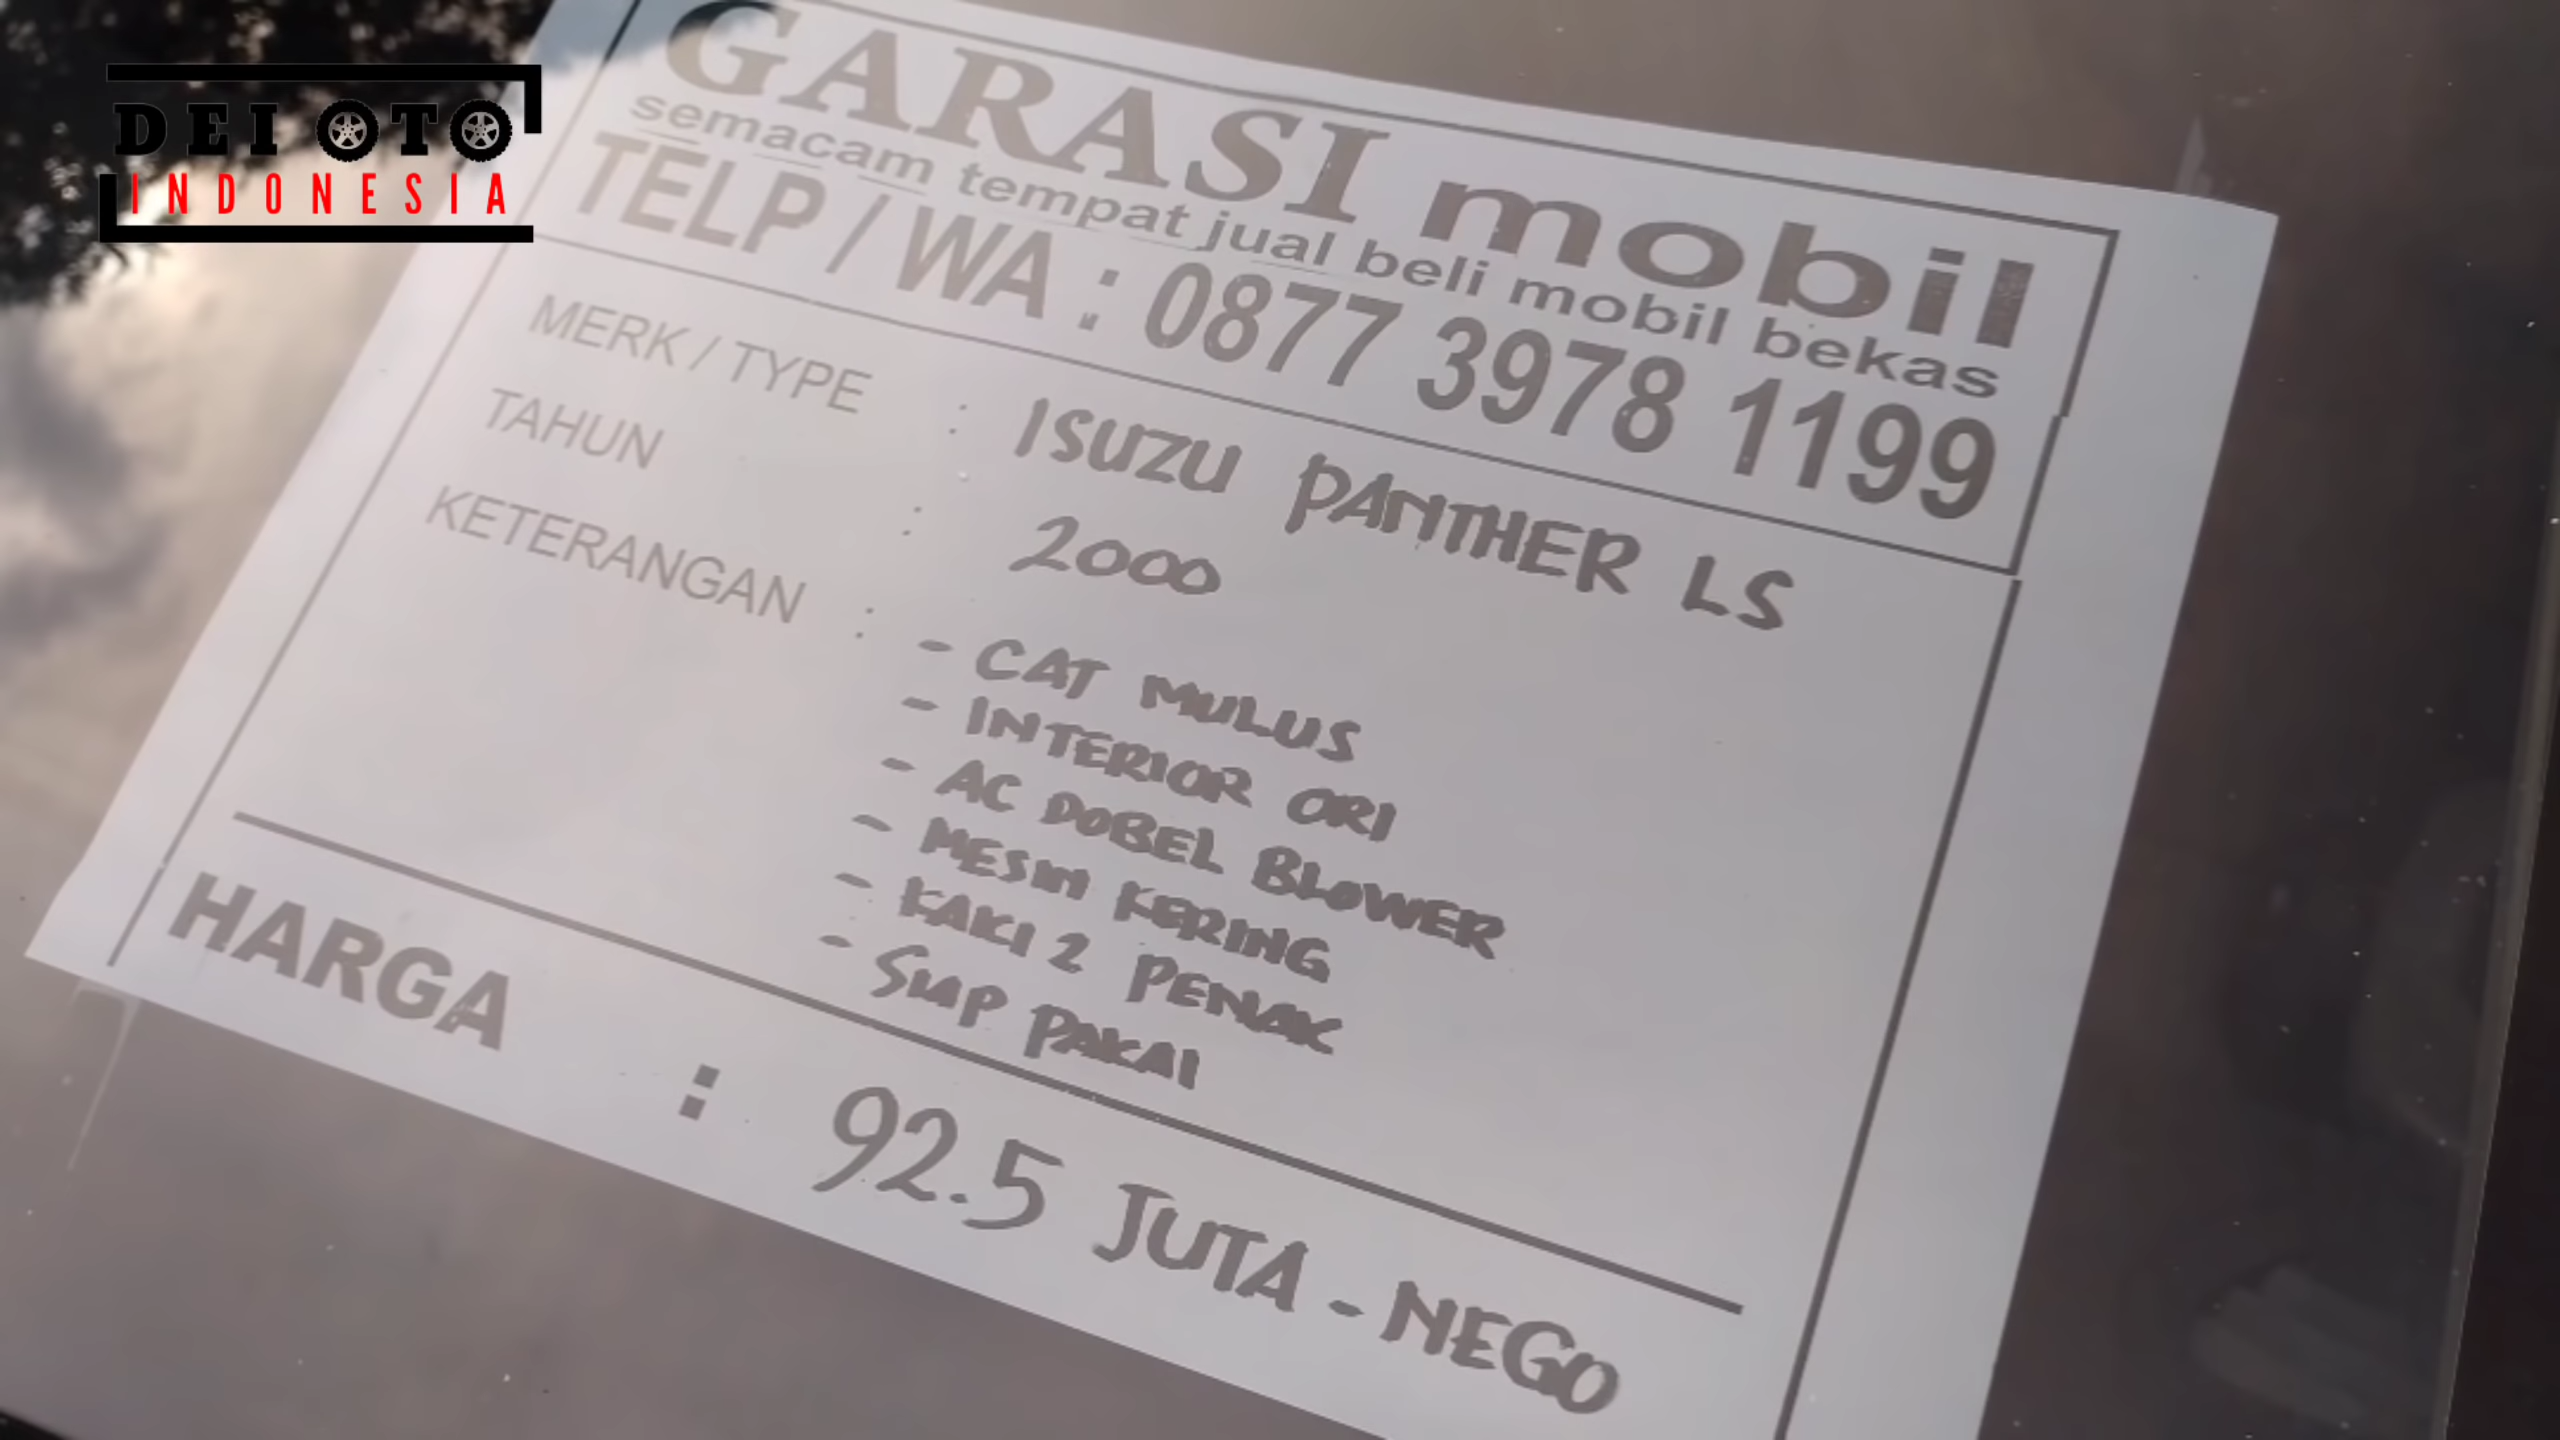 DEI OTO
INDONESIA
GARASI mobil
semacam tempat jual beli mobil bekas
TELP / WA : 0877 3978 1199
MERK / TYPE : ISUZU PANTHER LS
TAHUN : 2000
KETERANGAN : - CAT MULUS
- INTERIOR ORI
- AC DOBEL BLOWER
- MESIN KERING
- KAKI 2 PENAK
- SIAP PAKAI
HARGA : 92.5 JUTA - NEGO